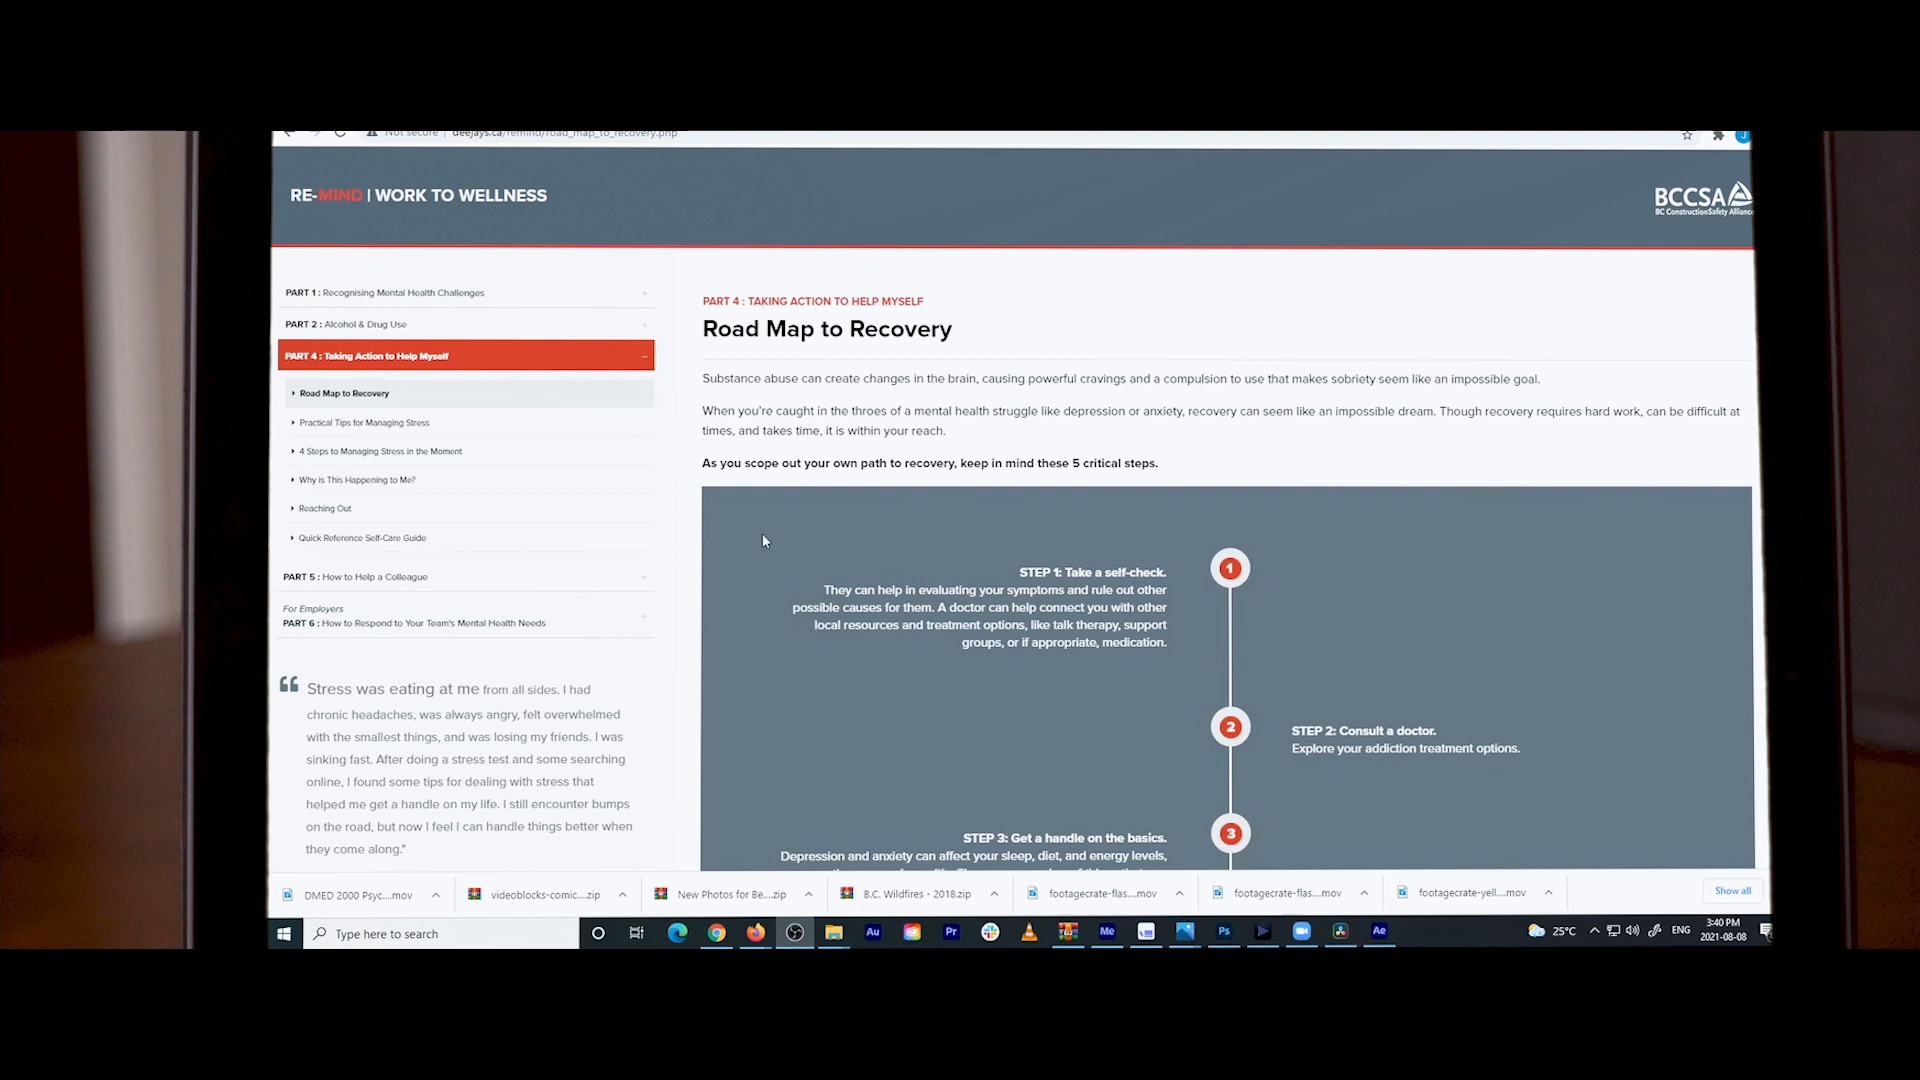 Not secure | deejays.ca/remind/road_map_to_recovery.php
RE-MIND | WORK TO WELLNESS
BCCSA
BC Construction Safety Alliance
PART 1 : Recognising Mental Health Challenges
PART 2 : Alcohol & Drug Use
PART 4 : Taking Action to Help Myself
Road Map to Recovery
Practical Tips for Managing Stress
4 Steps to Managing Stress in the Moment
Why is This Happening to Me?
Reaching Out
Quick Reference Self-Care Guide
PART 5 : How to Help a Colleague
For Employers
PART 6 : How to Respond to Your Team's Mental Health Needs
“ Stress was eating at me from all sides. I had
chronic headaches, was always angry, felt overwhelmed
with the smallest things, and was losing my friends. I was
sinking fast. After doing a stress test and some searching
online, I found some tips for dealing with stress that
helped me get a handle on my life. I still encounter bumps
on the road, but now I feel I can handle things better when
they come along."
PART 4 : TAKING ACTION TO HELP MYSELF
Road Map to Recovery
Substance abuse can create changes in the brain, causing powerful cravings and a compulsion to use that makes sobriety seem like an impossible goal.
When you're caught in the throes of a mental health struggle like depression or anxiety, recovery can seem like an impossible dream. Though recovery requires hard work, can be difficult at
times, and takes time, it is within your reach.
As you scope out your own path to recovery, keep in mind these 5 critical steps.
STEP 1: Take a self-check.
They can help in evaluating your symptoms and rule out other
possible causes for them. A doctor can help connect you with other
local resources and treatment options, like talk therapy, support
groups, or if appropriate, medication.
1
2
STEP 2: Consult a doctor.
Explore your addiction treatment options.
3
STEP 3: Get a handle on the basics.
Depression and anxiety can affect your sleep, diet, and energy levels,
DMED 2000 Psyc....mov
videoblocks-comic....zip
New Photos for Be....zip
B.C. Wildfires - 2018.zip
footagecrate-flas....mov
footagecrate-flas....mov
footagecrate-yell....mov
Show all
Type here to search
Au
Pr
Me
Ps
Ae
25°C
ENG
3:40 PM
2021-08-08